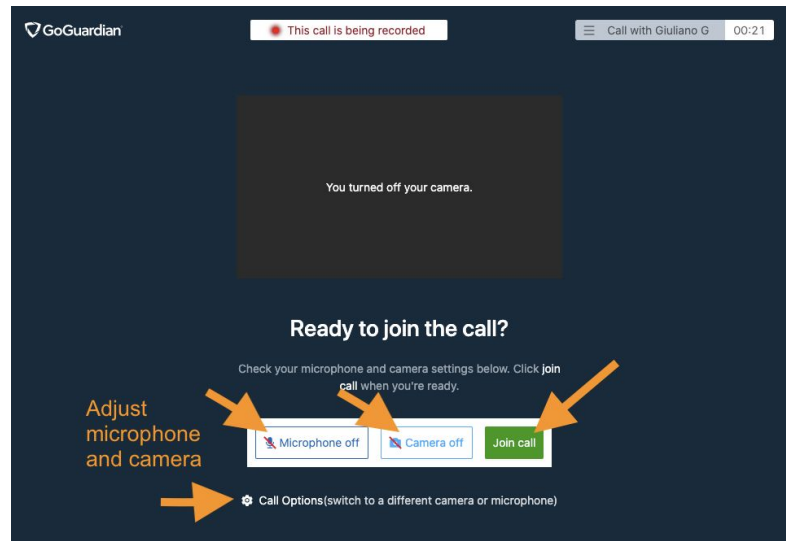 GoGuardian
This call is being recorded
Call with Giuliano G 00:21
You turned off your camera.
Ready to join the call?
Check your microphone and camera settings below. Click join
call when you're ready.
Adjust
microphone
and camera
Microphone off
Camera off
Join call
Call Options(switch to a different camera or microphone)